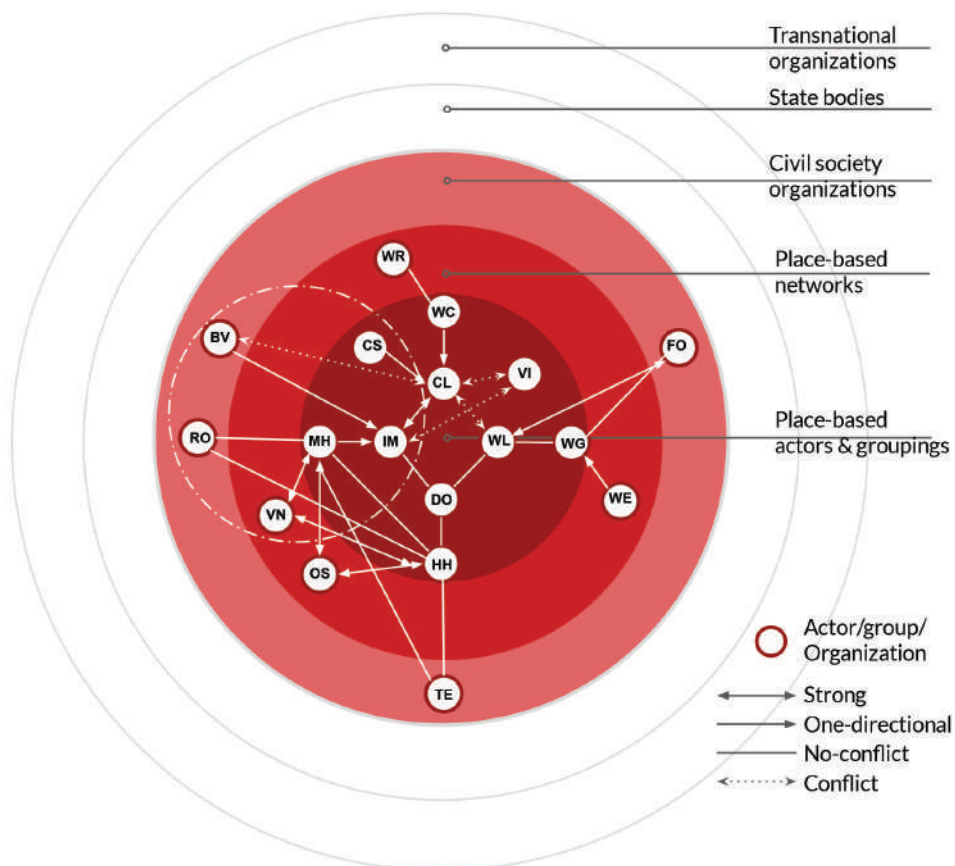 Transnational
organizations
State bodies
Civil society
organizations
WR
Place-based
networks
WC
BV
CS
FO
VI
CL
RO
MH
IM
WL
WG
Place-based
actors & groupings
DO
WE
VN
HH
OS
Actor/group/
Organization
TE
Strong
One-directional
No-conflict
Conflict